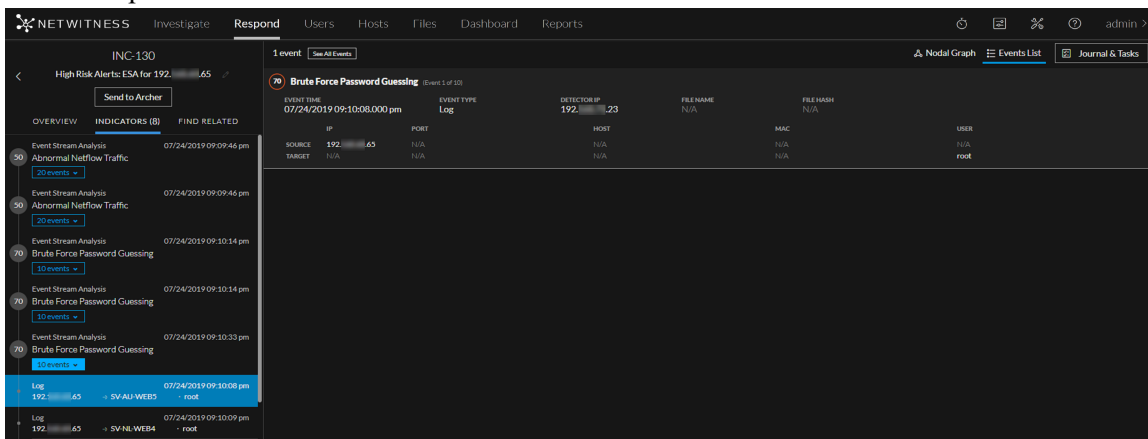 NETWITNESS Investigate Respond Users Hosts Files Dashboard Reports admin >
INC-130
High Risk Alerts: ESA for 192. .65
Send to Archer
OVERVIEW INDICATORS (8) FIND RELATED
Event Stream Analysis 07/24/2019 09:09:46 pm
50 Abnormal Netflow Traffic
20 events
Event Stream Analysis 07/24/2019 09:09:46 pm
50 Abnormal Netflow Traffic
20 events
Event Stream Analysis 07/24/2019 09:10:14 pm
70 Brute Force Password Guessing
10 events
Event Stream Analysis 07/24/2019 09:10:14 pm
70 Brute Force Password Guessing
10 events
Event Stream Analysis 07/24/2019 09:10:33 pm
70 Brute Force Password Guessing
10 events
Log 07/24/2019 09:10:08 pm
192. .65 → SV-AU-WEB5 · root
Log 07/24/2019 09:10:09 pm
192. .65 → SV-NL-WEB4 · root
1 event See All Events Nodal Graph Events List Journal & Tasks
70 Brute Force Password Guessing (Event 1 of 10)
EVENT TIME EVENT TYPE DETECTOR IP FILE NAME FILE HASH
07/24/2019 09:10:08.000 pm Log 192. .23 N/A N/A
IP PORT HOST MAC USER
SOURCE 192. .65 N/A N/A N/A N/A
TARGET N/A N/A N/A N/A root